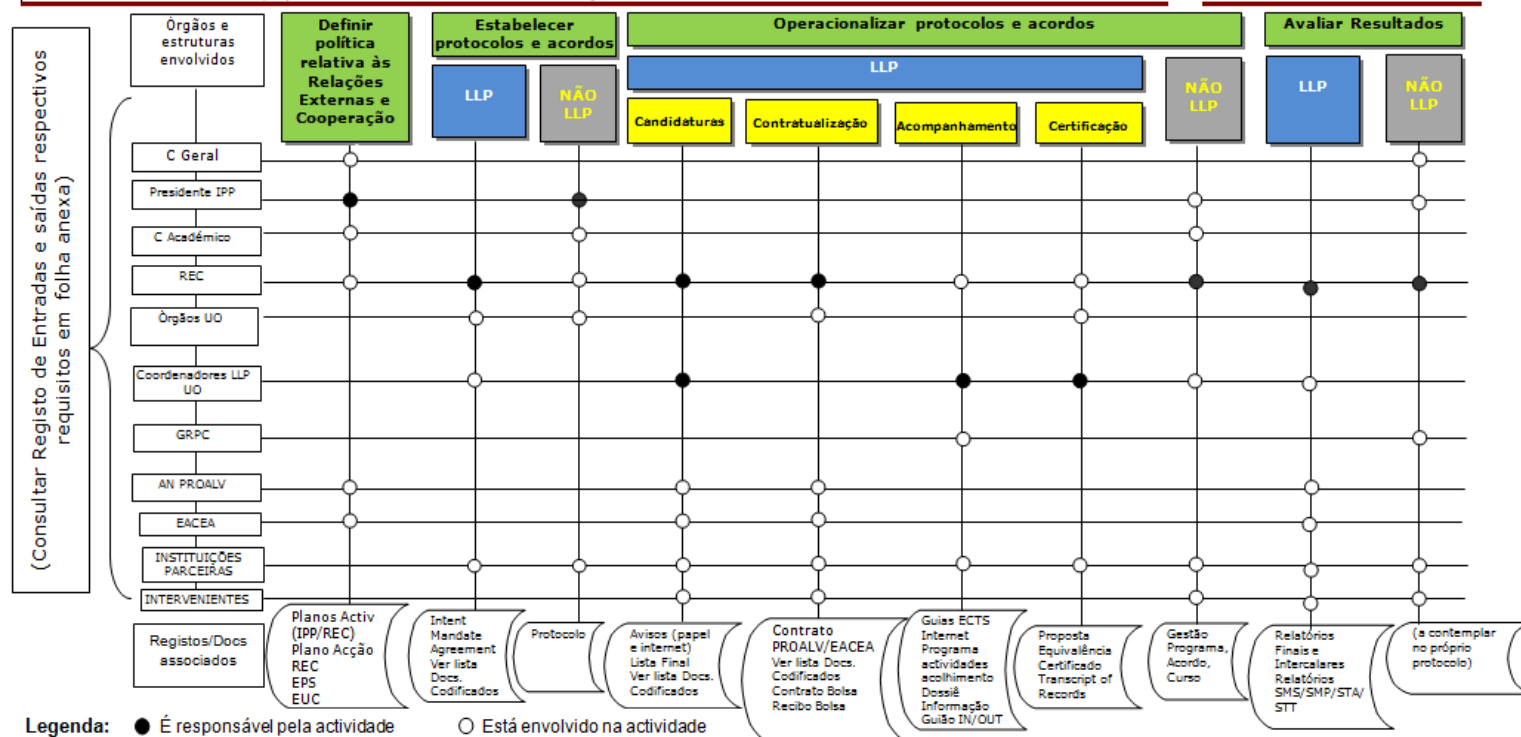 (Consultar Registo de Entradas e saídas respectivos
requisitos em folha anexa)
Órgãos e
estruturas
envolvidos
Definir
política
relativa às
Relações
Externas e
Cooperação
Estabelecer
protocolos e acordos
LLP
NÃO
LLP
Operacionalizar protocolos e acordos
LLP
Candidaturas
Contratualização
Acompanhamento
Certificação
NÃO
LLP
Avaliar Resultados
LLP
NÃO
LLP
C Geral
Presidente IPP
C Académico
REC
Òrgãos UO
Coordenadores LLP
UO
GRPC
AN PROALV
EACEA
INSTITUIÇÕES
PARCEIRAS
INTERVENIENTES
Registos/Docs
associados
Planos Activ
(IPP/REC)
Plano Acção
REC
EPS
EUC
Intent
Mandate
Agreement
Ver lista
Docs.
Codificados
Protocolo
Avisos (papel
e internet)
Lista Final
Ver lista Docs.
Codificados
Contrato
PROALV/EACEA
Ver lista Docs.
Codificados
Contrato Bolsa
Recibo Bolsa
Guias ECTS
Internet
Programa
actividades
acolhimento
Dossiê
Informação
Guião IN/OUT
Proposta
Equivalência
Certificado
Transcript of
Records
Gestão
Programa,
Acordo,
Curso
Relatórios
Finais e
Intercalares
Relatórios
SMS/SMP/STA/
STT
(a contemplar
no próprio
protocolo)
Legenda: É responsável pela actividade Está envolvido na actividade